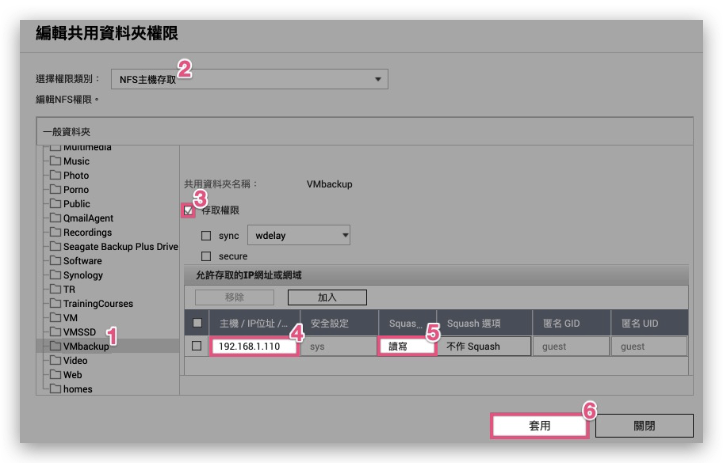 編輯共用資料夾權限
選擇權限類別： NFS主機存取 2
編輯NFS權限。
一般資料夾
Multimedia
Music
Photo
Porno
Public
QmailAgent
Recordings
Seagate Backup Plus Drive
Software
Synology
TR
TrainingCourses
VM
VMSSD
VMbackup 1
Video
Web
homes
共用資料夾名稱： VMbackup
3
存取權限
sync wdelay
secure
允許存取的IP網址或網域
移除 加入
主機 / IP位址 /... 安全設定 Squas... Squash 選項 匿名 GID 匿名 UID
192.168.1.110 4 sys 讀寫 5 不作 Squash guest guest
套用 6 關閉